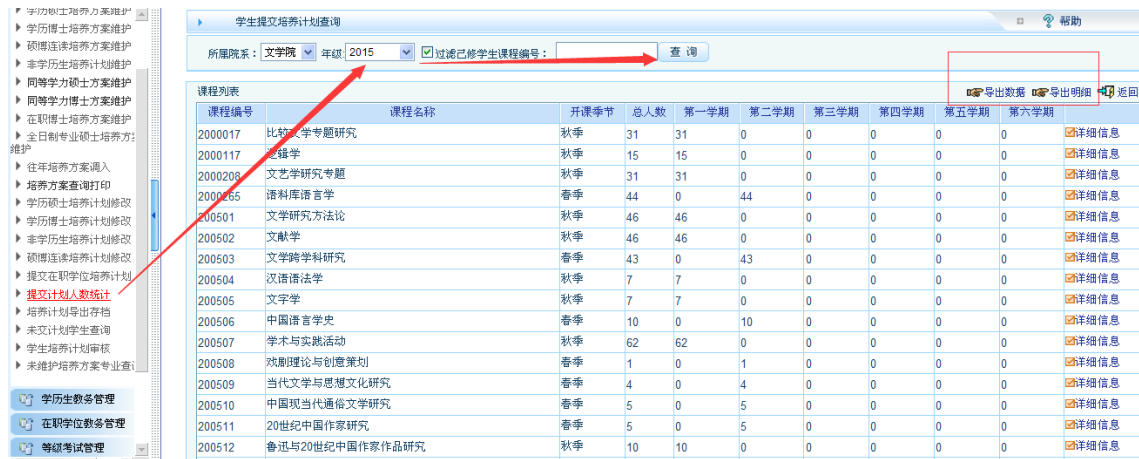 学历硕士培养方案维护
学历博士培养方案维护
硕博连读培养方案维护
非学历生培养计划维护
同等学力硕士方案维护
同等学力博士方案维护
在职博士培养方案维护
全日制专业硕士培养方案
维护
往年培养方案调入
培养方案查询打印
学历硕士培养计划修改
学历博士培养计划修改
非学历生培养计划修改
硕博连读培养计划修改
提交在职学位培养计划
提交计划人数统计
培养计划导出存档
未交计划学生查询
学生培养计划审核
未维护培养方案专业查
学历生教务管理
在职学位教务管理
等级考试管理
学生提交培养计划查询 帮助
所属院系: 文学院 年级: 2015 过滤已修学生课程编号: 查 询
课程列表 导出数据 导出明细 返回
课程编号 课程名称 开课季节 总人数 第一学期 第二学期 第三学期 第四学期 第五学期 第六学期
2000017 比较文学专题研究 秋季 31 31 0 0 0 0 0 详细信息
2000117 逻辑学 秋季 15 15 0 0 0 0 0 详细信息
2000208 文艺学研究专题 秋季 31 31 0 0 0 0 0 详细信息
2000265 语料库语言学 春季 44 0 44 0 0 0 0 详细信息
200501 文学研究方法论 秋季 46 46 0 0 0 0 0 详细信息
200502 文献学 秋季 46 46 0 0 0 0 0 详细信息
200503 文学跨学科研究 春季 43 0 43 0 0 0 0 详细信息
200504 汉语语法学 秋季 7 7 0 0 0 0 0 详细信息
200505 文字学 秋季 7 7 0 0 0 0 0 详细信息
200506 中国语言学史 春季 10 0 10 0 0 0 0 详细信息
200507 学术与实践活动 秋季 62 62 0 0 0 0 0 详细信息
200508 戏剧理论与创意策划 春季 1 0 1 0 0 0 0 详细信息
200509 当代文学与思想文化研究 春季 4 0 4 0 0 0 0 详细信息
200510 中国现当代通俗文学研究 春季 5 0 5 0 0 0 0 详细信息
200511 20世纪中国作家研究 春季 5 0 5 0 0 0 0 详细信息
200512 鲁迅与20世纪中国作家作品研究 秋季 10 10 0 0 0 0 0 详细信息